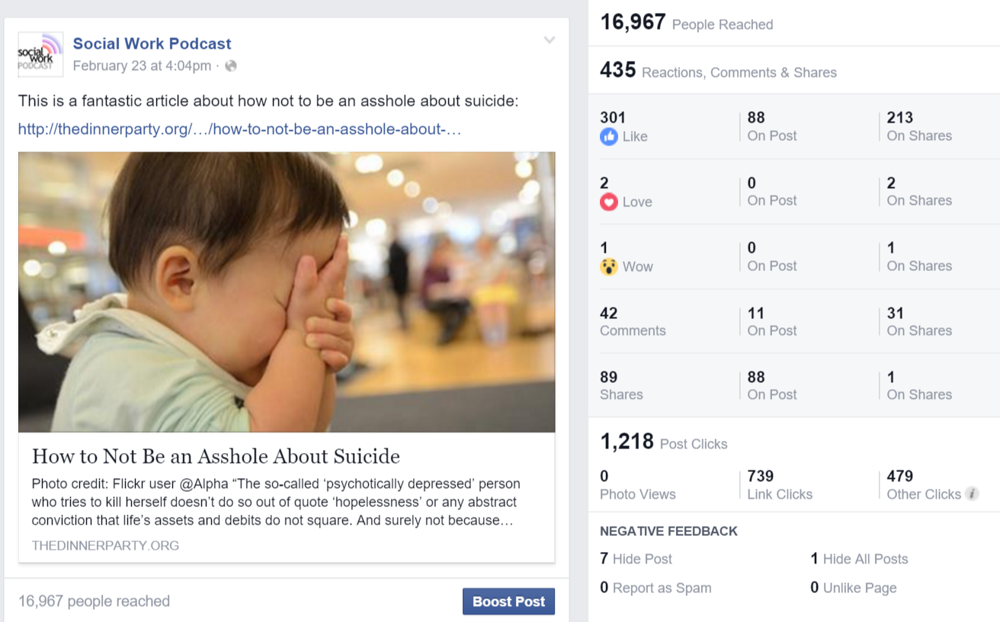 social
work
PODCAST
Social Work Podcast
February 23 at 4:04pm ·
This is a fantastic article about how not to be an asshole about suicide:
http://thedinnerparty.org/…/how-to-not-be-an-asshole-about-…
How to Not Be an Asshole About Suicide
Photo credit: Flickr user @Alpha “The so-called ‘psychotically depressed’ person
who tries to kill herself doesn’t do so out of quote ‘hopelessness’ or any abstract
conviction that life’s assets and debits do not square. And surely not because…
THEDINNERPARTY.ORG
16,967 people reached
Boost Post
16,967 People Reached
435 Reactions, Comments & Shares
301 88 213
Like On Post On Shares
2 0 2
Love On Post On Shares
1 0 1
Wow On Post On Shares
42 11 31
Comments On Post On Shares
89 88 1
Shares On Post On Shares
1,218 Post Clicks
0 739 479
Photo Views Link Clicks Other Clicks i
NEGATIVE FEEDBACK
7 Hide Post 1 Hide All Posts
0 Report as Spam 0 Unlike Page